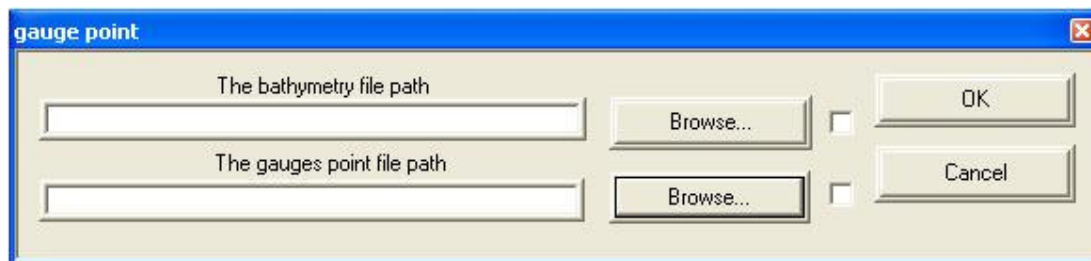 gauge point
The bathymetry file path
Browse...
OK
The gauges point file path
Browse...
Cancel